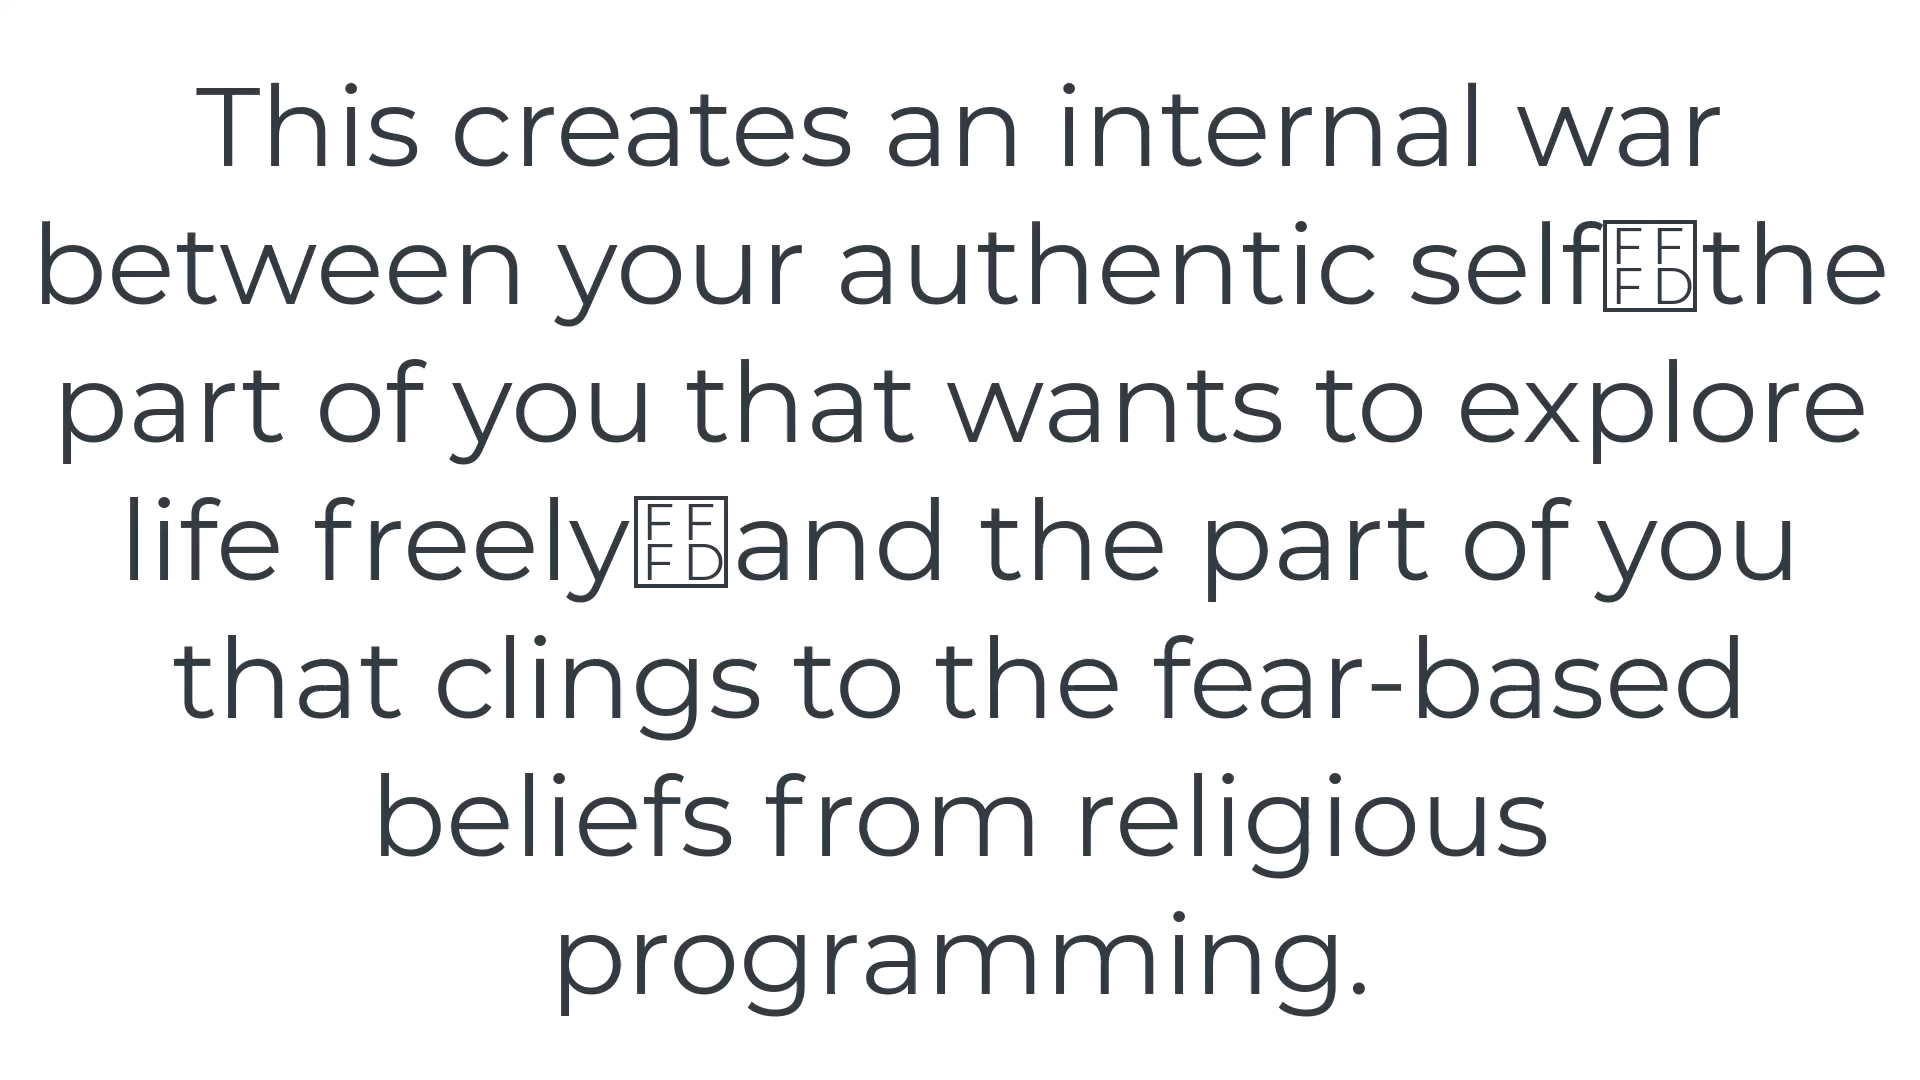 This creates an internal war
between your authentic self�the
part of you that wants to explore
life freely�and the part of you
that clings to the fear-based
beliefs from religious
programming.